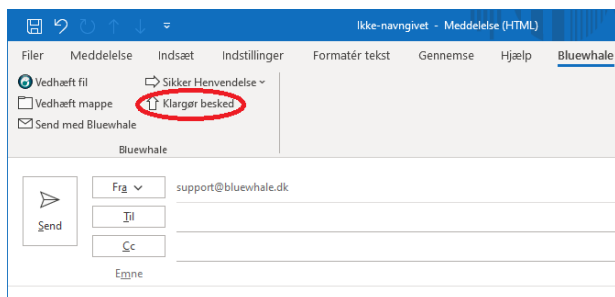 Ikke-navngivet - Meddelelse (HTML)
Filer Meddelelse Indsæt Indstillinger Formatér tekst Gennemse Hjælp Bluewhale
Vedhæft fil Sikker Henvendelse
Vedhæft mappe Klargør besked
Send med Bluewhale
Bluewhale
Fra support@bluewhale.dk
Til
Send
Cc
Emne